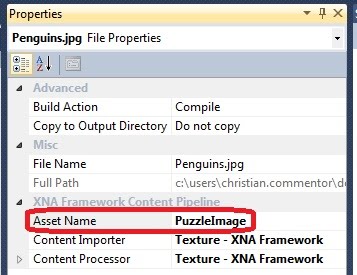 Properties
Penguins.jpg File Properties
Advanced
Build Action Compile
Copy to Output Directory Do not copy
Misc
File Name Penguins.jpg
Full Path c:\users\christian.commentor\de
XNA Framework Content Pipeline
Asset Name PuzzleImage
Content Importer Texture - XNA Framework
Content Processor Texture - XNA Framework